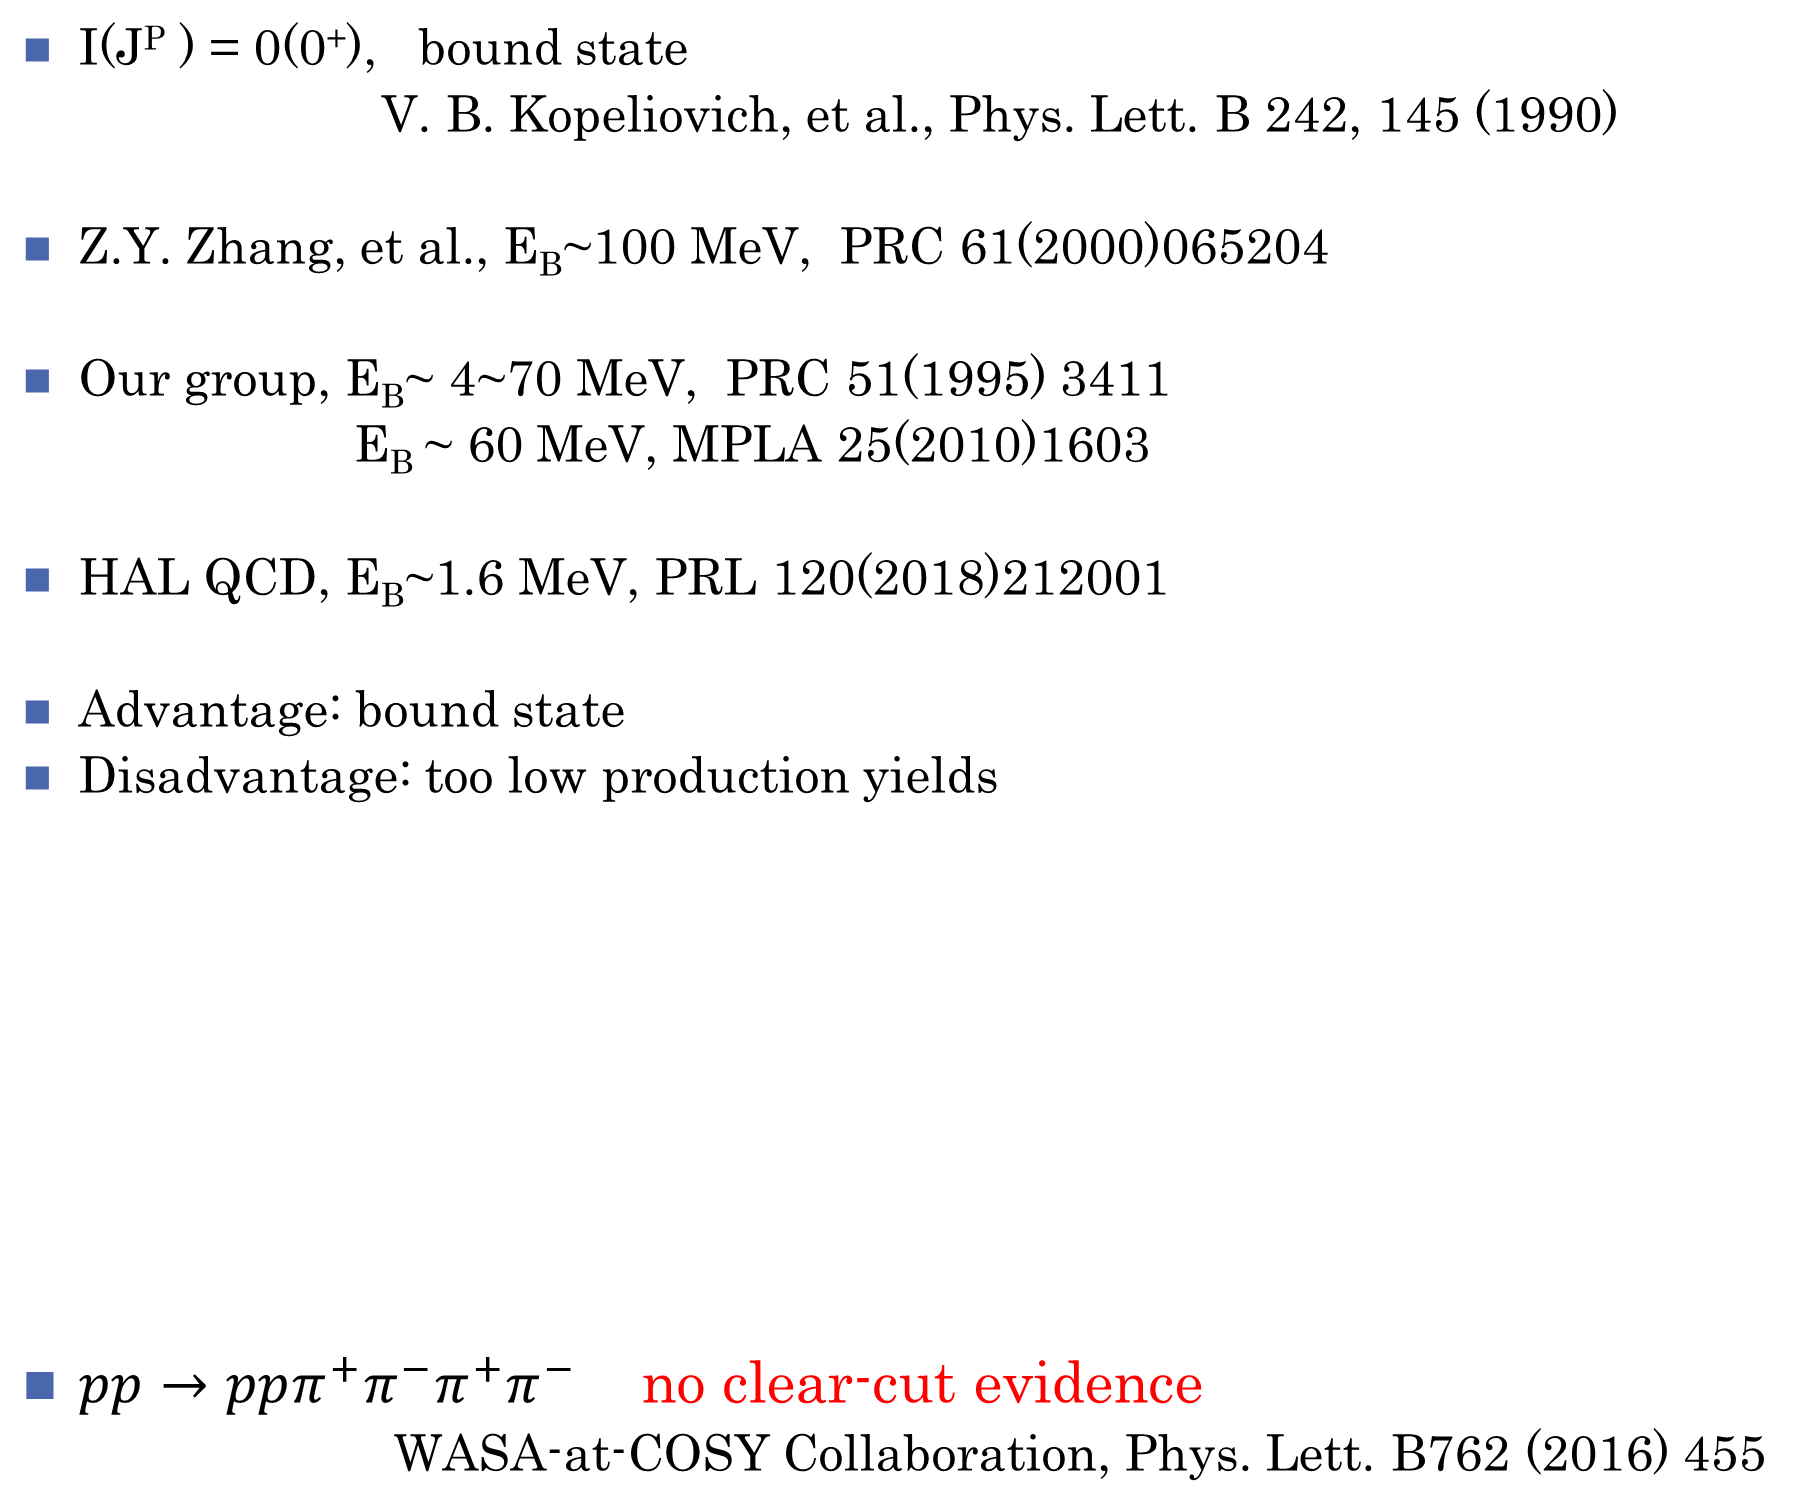 ■ I(Jᴾ ) = 0(0⁺),   bound state
V. B. Kopeliovich, et al., Phys. Lett. B 242, 145 (1990)
■ Z.Y. Zhang, et al., E_B~100 MeV,  PRC 61(2000)065204
■ Our group, E_B~ 4~70 MeV,  PRC 51(1995) 3411
E_B ~ 60 MeV, MPLA 25(2010)1603
■ HAL QCD, E_B~1.6 MeV, PRL 120(2018)212001
■ Advantage: bound state
■ Disadvantage: too low production yields
■ pp → ppπ⁺π⁻π⁺π⁻    no clear-cut evidence
WASA-at-COSY Collaboration, Phys. Lett. B762 (2016) 455